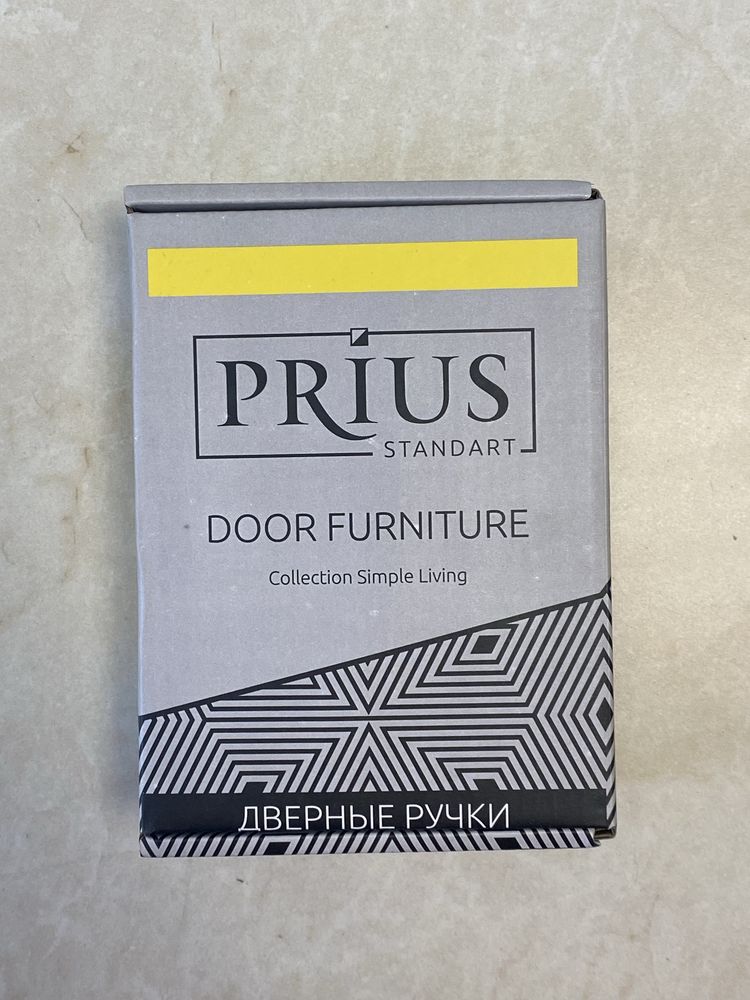 PRIUS
STANDART
DOOR FURNITURE
Collection Simple Living
ДВЕРНЫЕ РУЧКИ